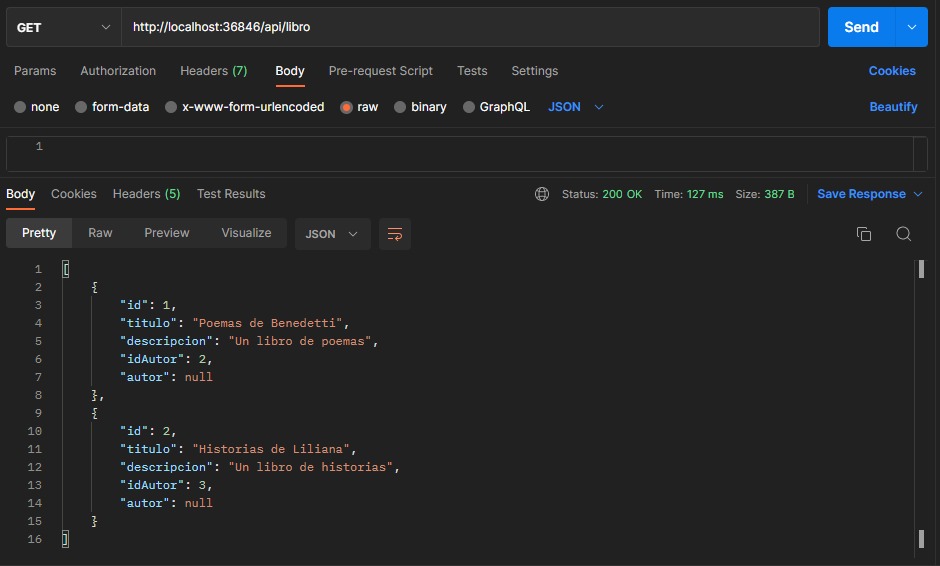 GET http://localhost:36846/api/libro Send
Params Authorization Headers (7) Body Pre-request Script Tests Settings Cookies
none form-data x-www-form-urlencoded raw binary GraphQL JSON Beautify
1
Body Cookies Headers (5) Test Results Status: 200 OK Time: 127 ms Size: 387 B Save Response
Pretty Raw Preview Visualize JSON
1 [
2 {
3 "id": 1,
4 "titulo": "Poemas de Benedetti",
5 "descripcion": "Un libro de poemas",
6 "idAutor": 2,
7 "autor": null
8 },
9 {
10 "id": 2,
11 "titulo": "Historias de Liliana",
12 "descripcion": "Un libro de historias",
13 "idAutor": 3,
14 "autor": null
15 }
16 ]